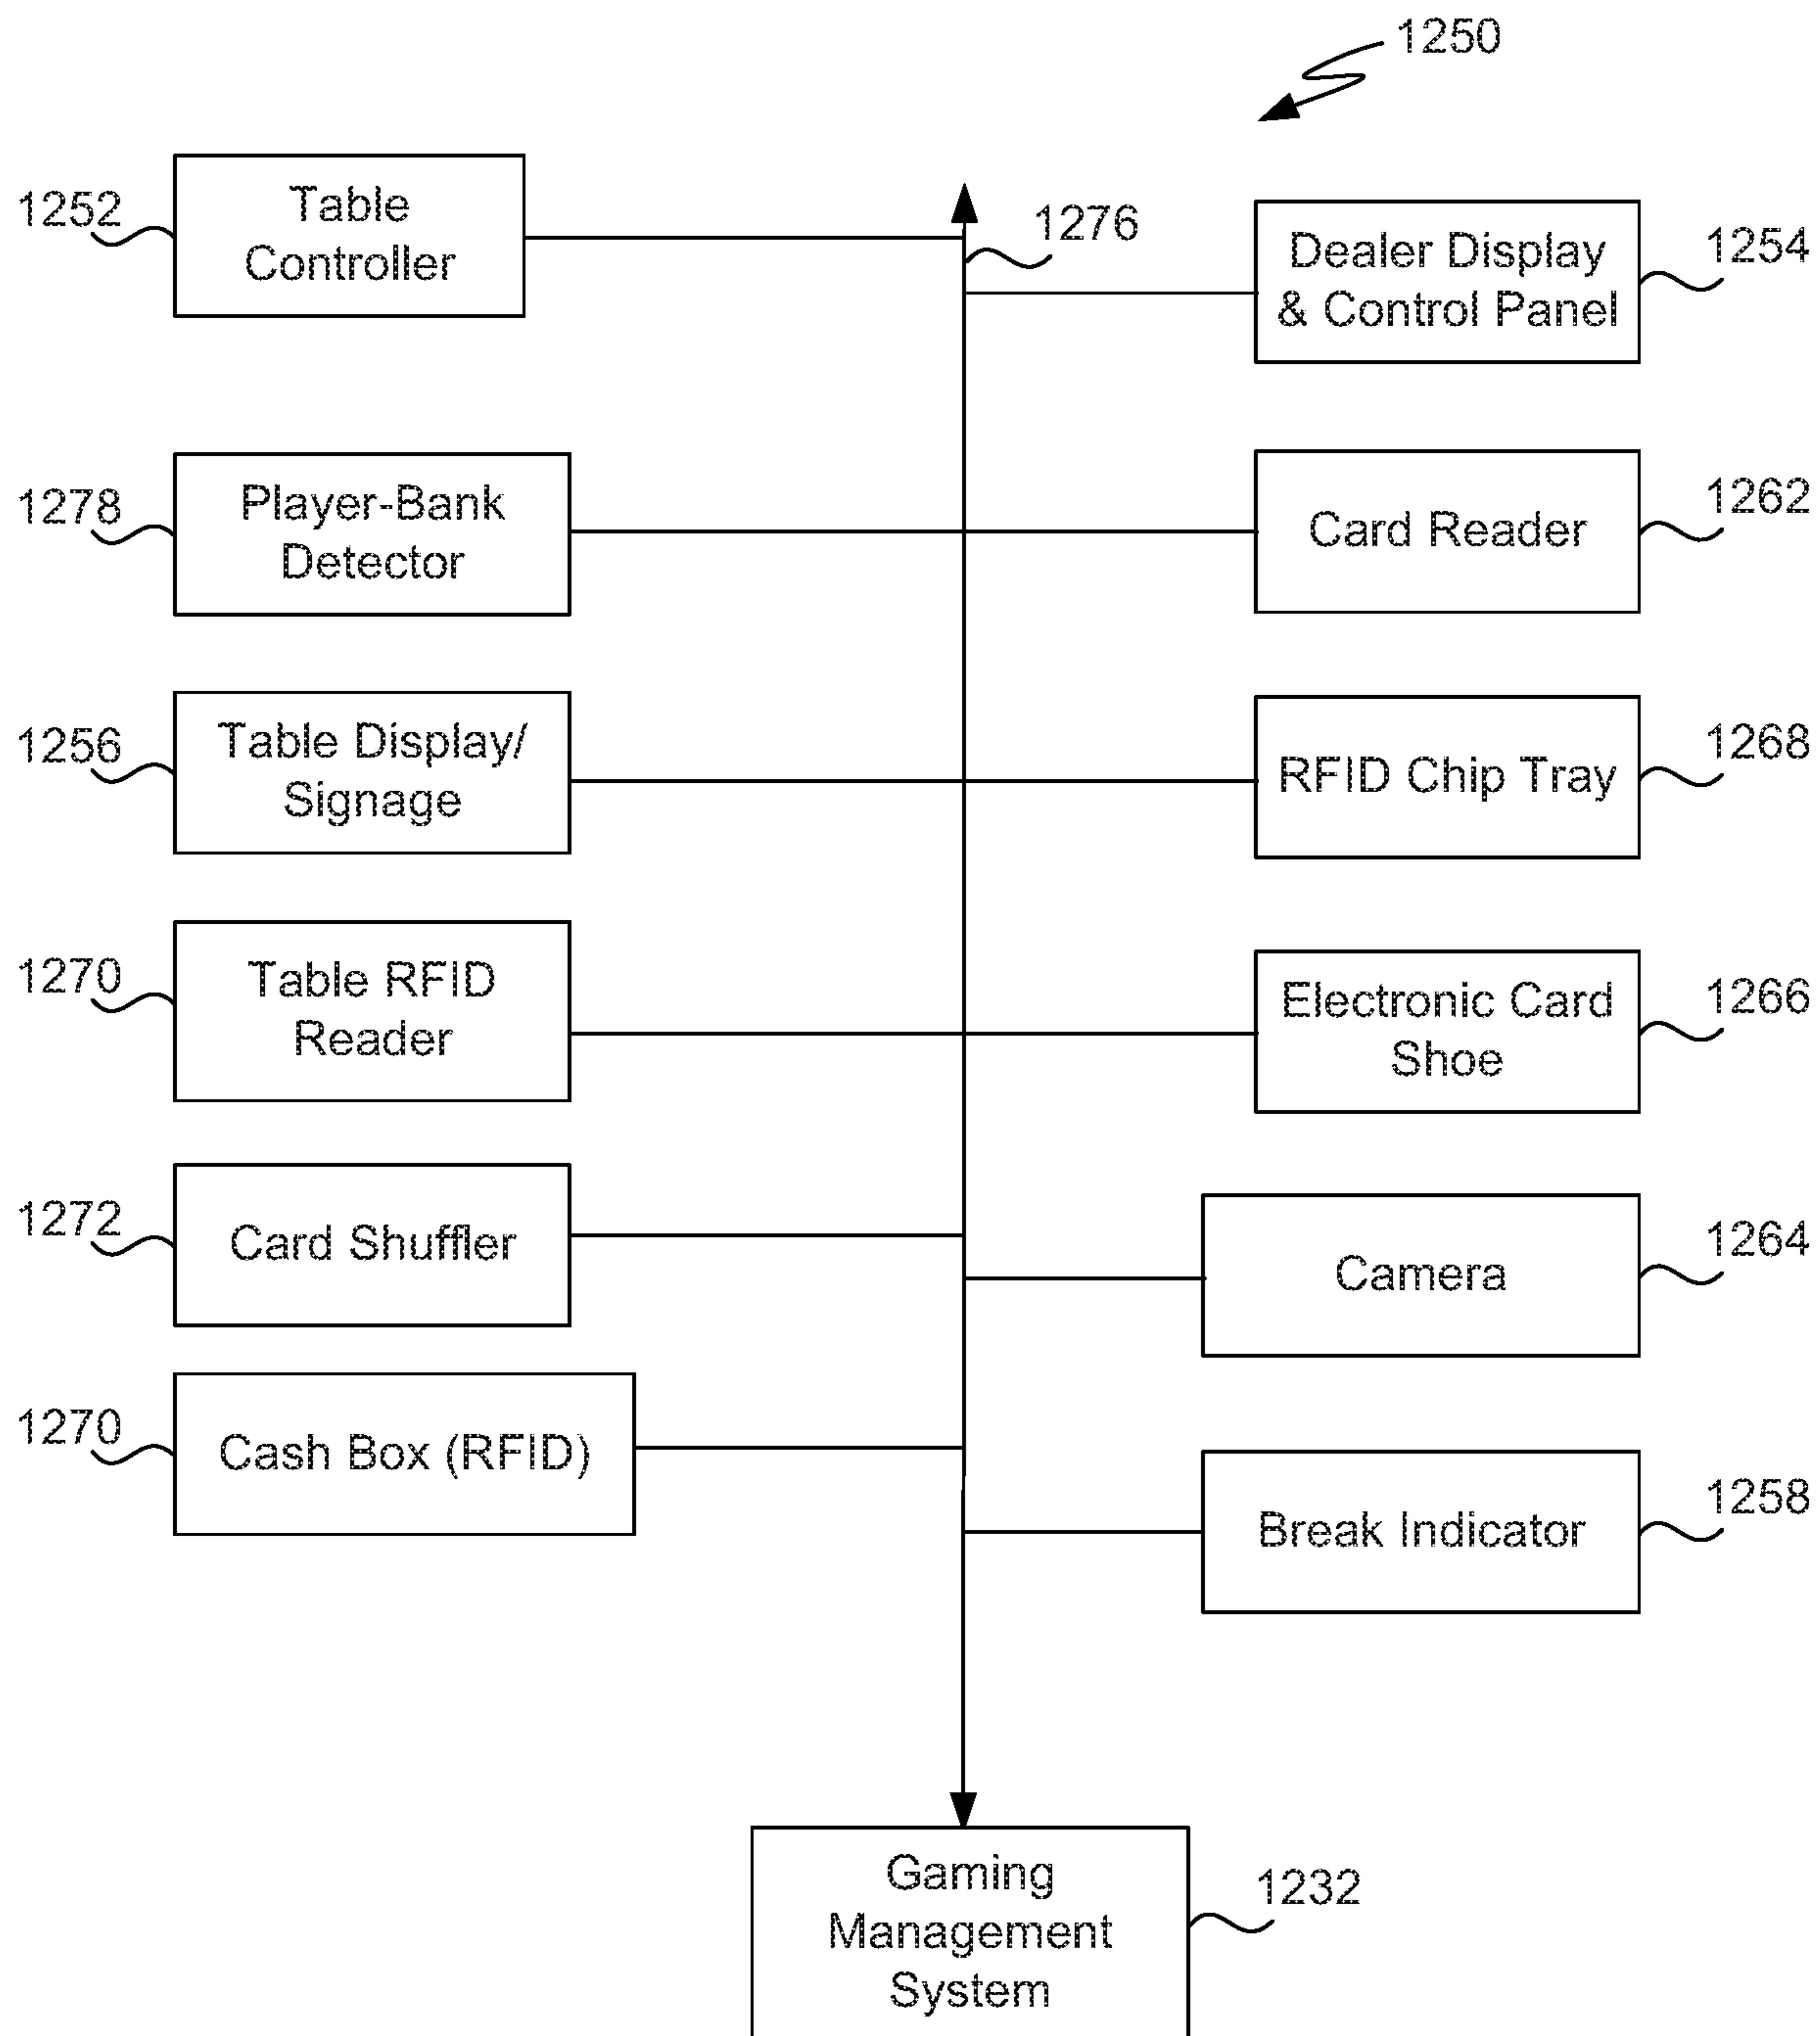 1250
1252
Table
Controller
1276
Dealer Display
& Control Panel
1254
1278
Player-Bank
Detector
Card Reader
1262
1256
Table Display/
Signage
RFID Chip Tray
1268
1270
Table RFID
Reader
Electronic Card
Shoe
1266
1272
Card Shuffler
Camera
1264
1270
Cash Box (RFID)
Break Indicator
1258
Gaming
Management
System
1232